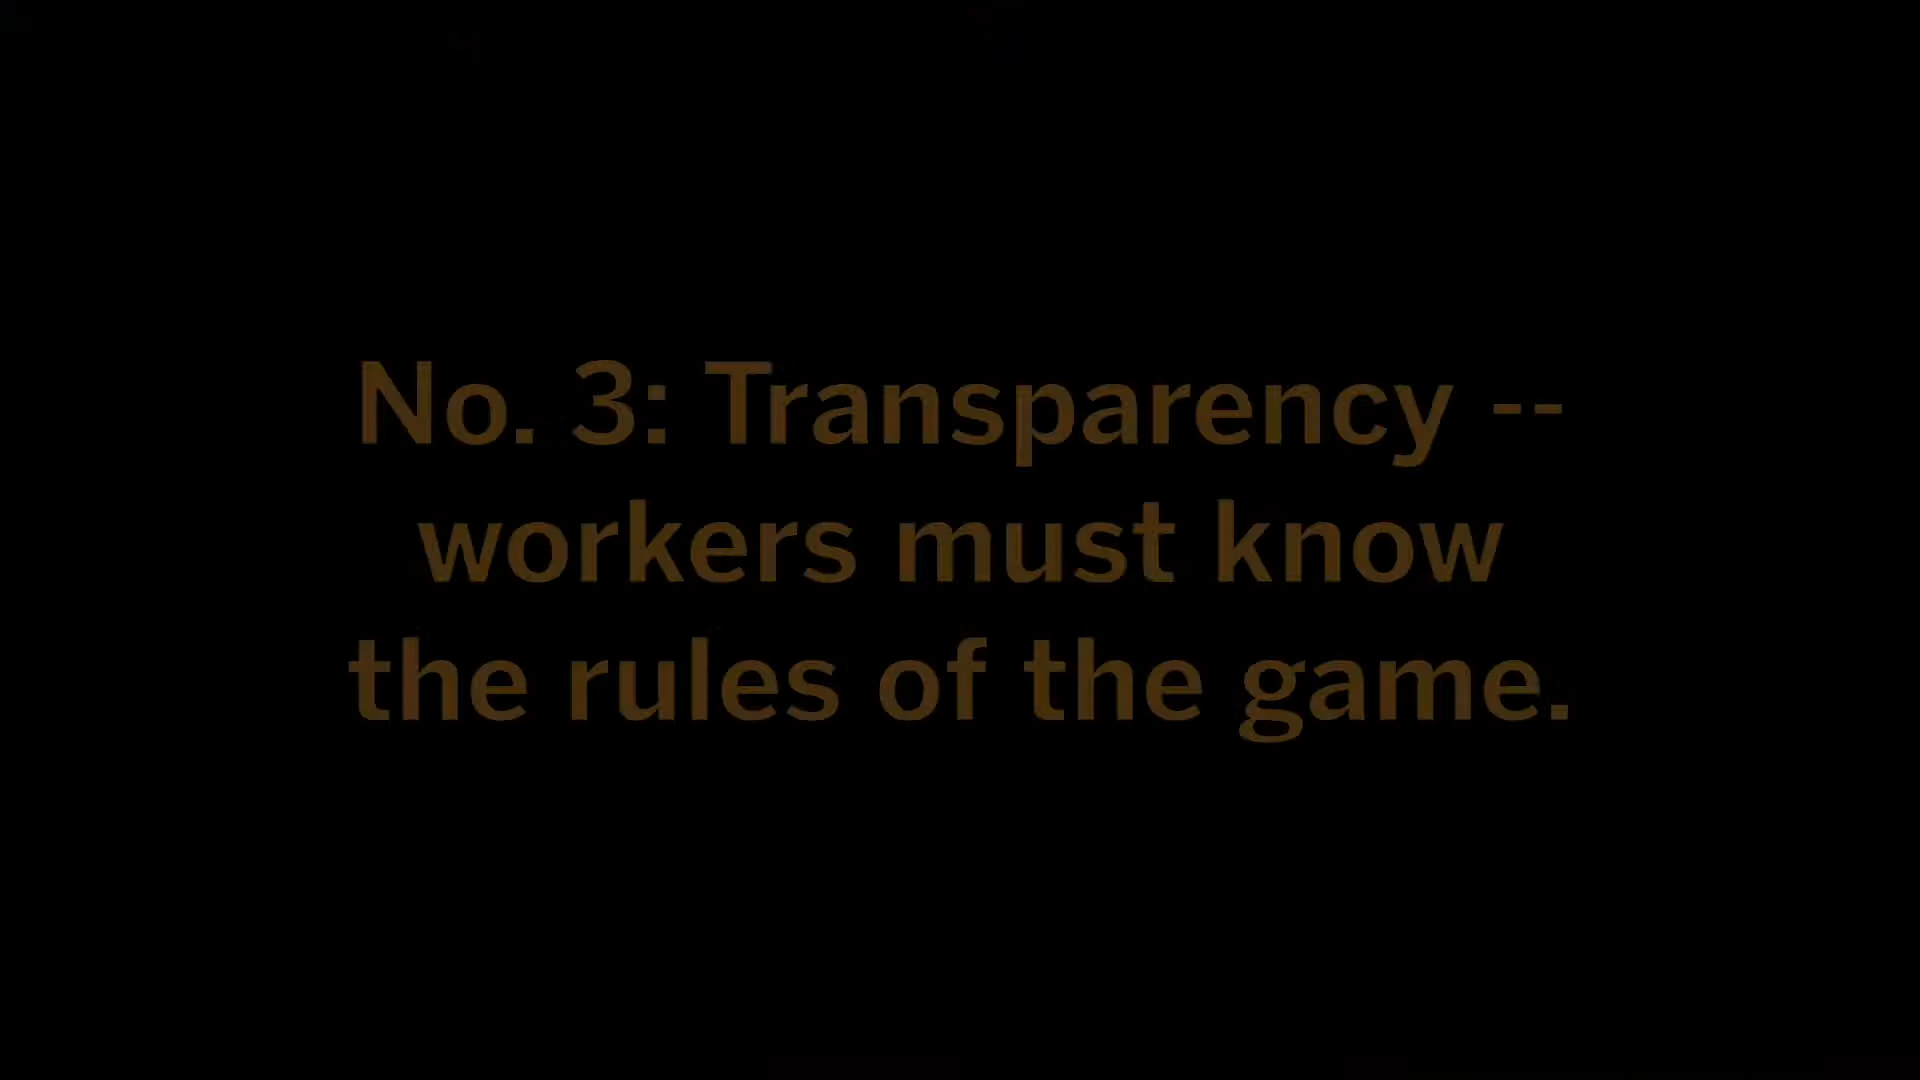 No. 3: Transparency --
workers must know
the rules of the game.